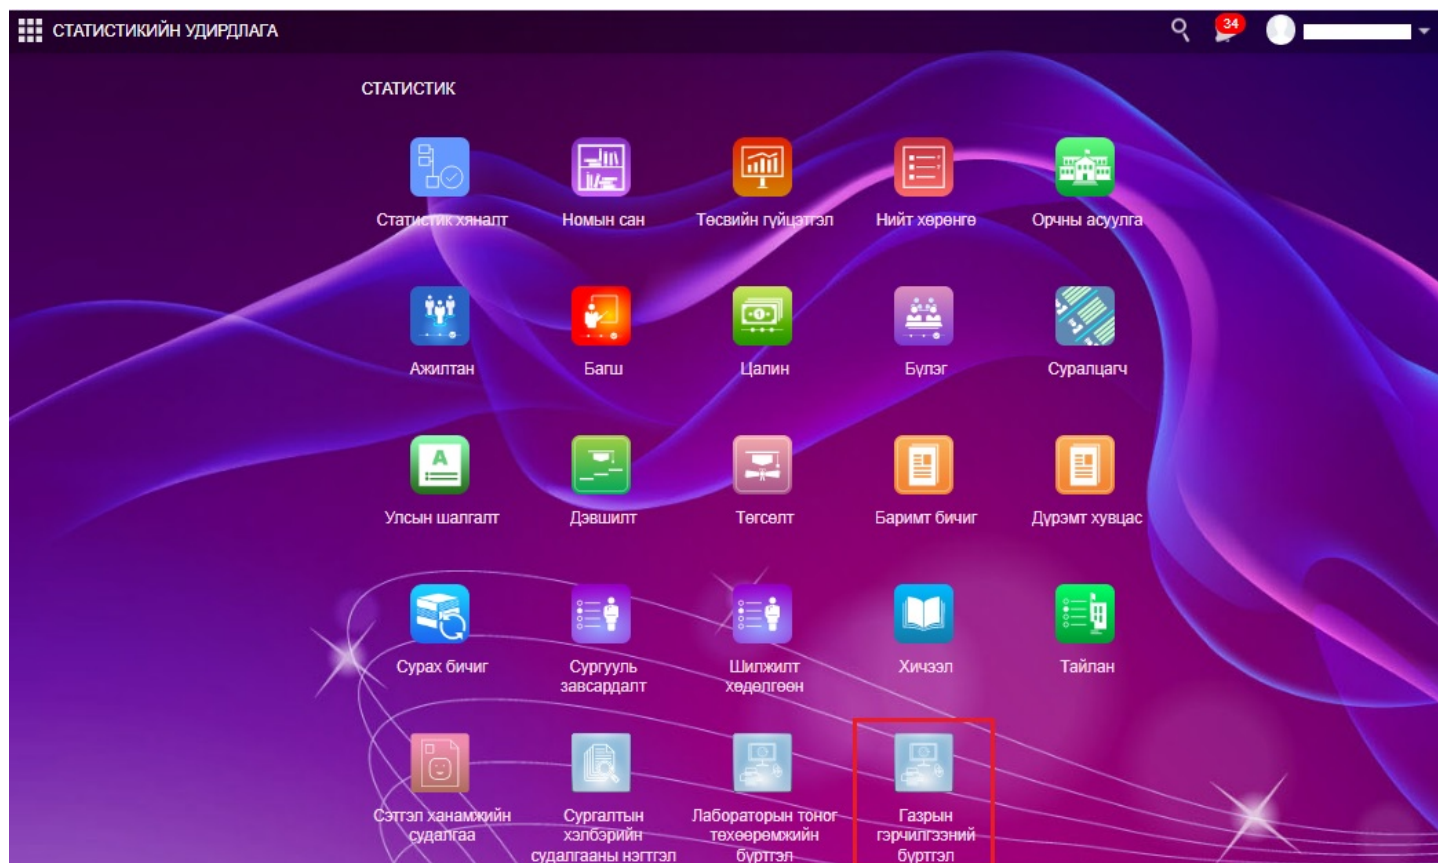 СТАТИСТИКИЙН УДИРДЛАГА
34
СТАТИСТИК
Статистик хяналт
Номын сан
Төсвийн гүйцэтгэл
Нийт хөрөнгө
Орчны асуулга
Ажилтан
Багш
Цалин
Бүлэг
Суралцагч
Улсын шалгалт
Дэвшилт
Төгсөлт
Баримт бичиг
Дүрэмт хувцас
Сурах бичиг
Сургууль
завсардалт
Шилжилт
хөдөлгөөн
Хичээл
Тайлан
Сэтгэл ханамжийн
судалгаа
Сургалтын
хэлбэрийн
судалгааны нэгтгэл
Лабораторын тоног
төхөөрөмжийн
бүртгэл
Газрын
гэрчилгээний
бүртгэл